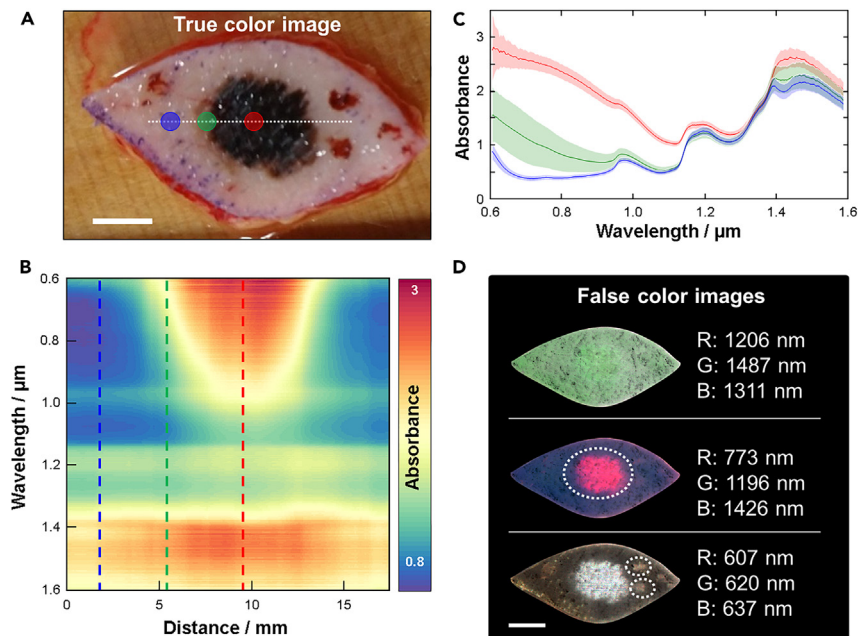 A
True color image
B
0.6
0.8
1.0
1.2
1.4
1.6
Wavelength / μm
0
5
10
15
Distance / mm
3
Absorbance
0.8
C
3
2
1
0
Absorbance
0.6
0.8
1.0
1.2
1.4
1.6
Wavelength / μm
D
False color images
R: 1206 nm
G: 1487 nm
B: 1311 nm
R: 773 nm
G: 1196 nm
B: 1426 nm
R: 607 nm
G: 620 nm
B: 637 nm